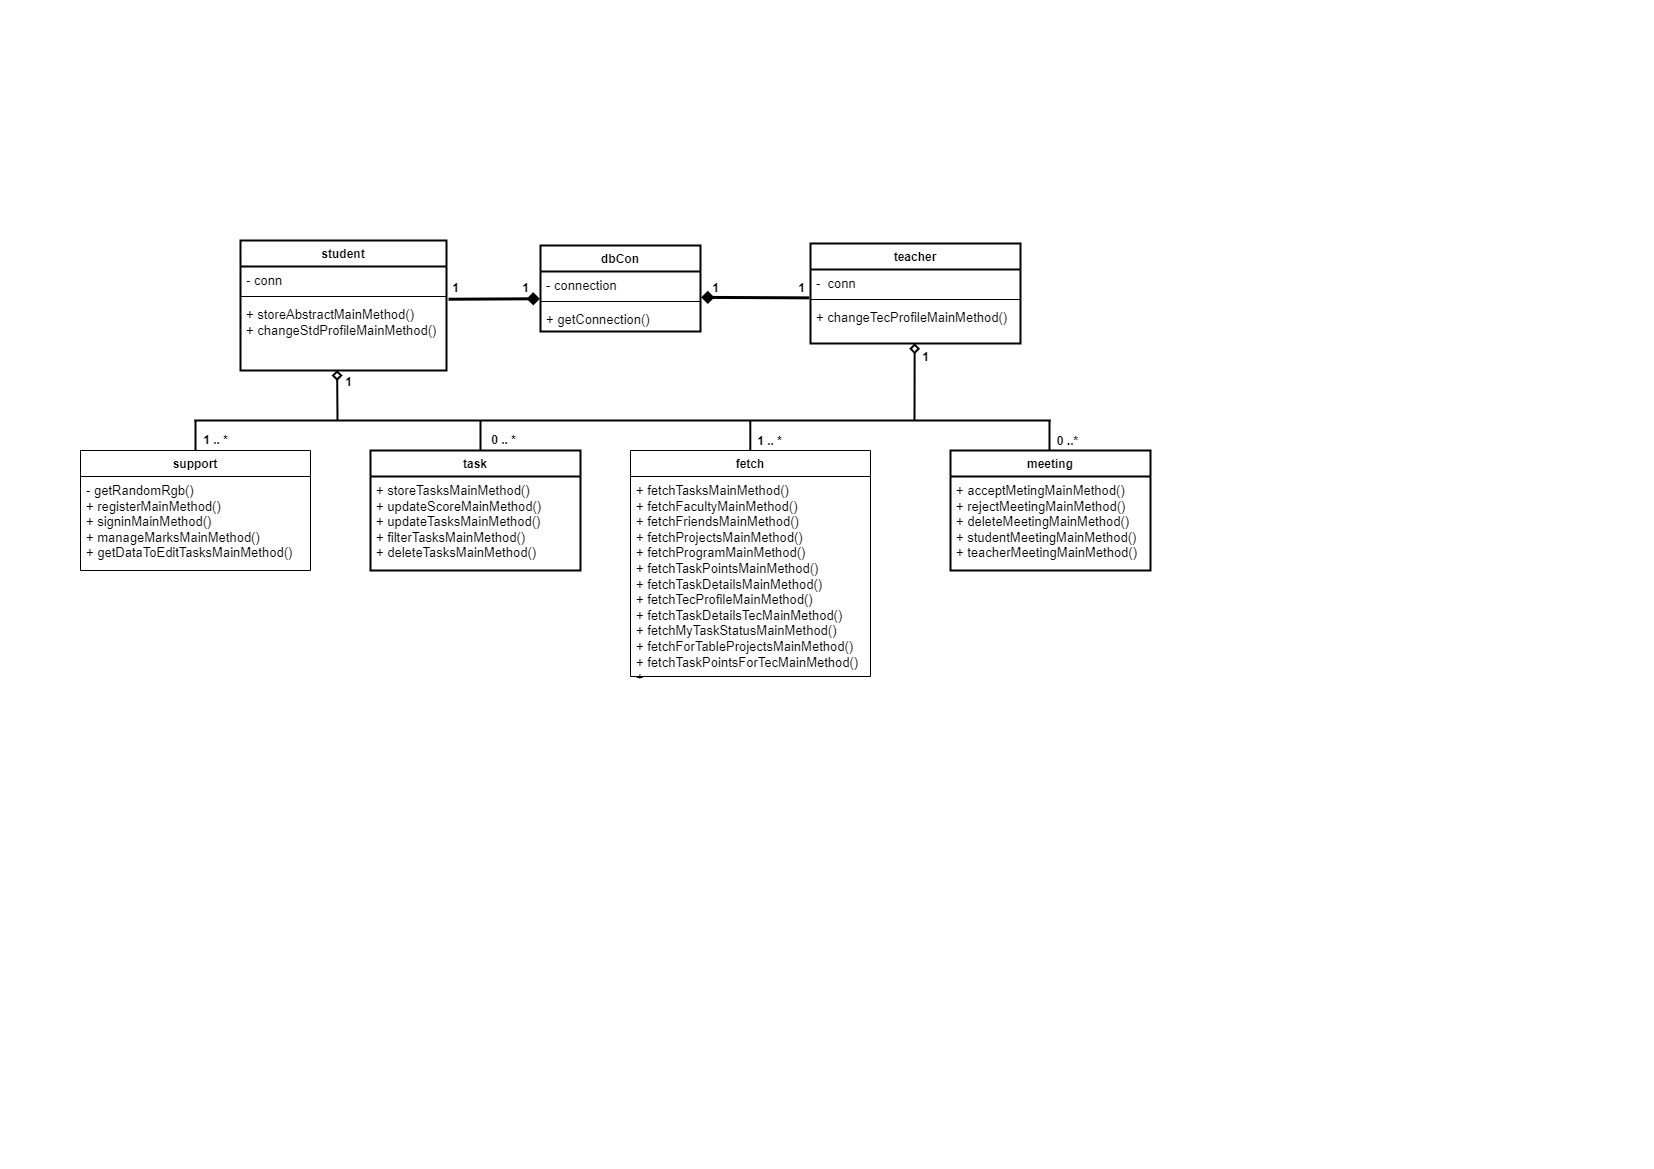 student
- conn
+ storeAbstractMainMethod()
+ changeStdProfileMainMethod()
1
1
dbCon
- connection
+ getConnection()
1
1
teacher
-  conn
+ changeTecProfileMainMethod()
1
1
1 .. *
0 .. *
1 .. *
0 ..*
support
- getRandomRgb()
+ registerMainMethod()
+ signinMainMethod()
+ manageMarksMainMethod()
+ getDataToEditTasksMainMethod()
task
+ storeTasksMainMethod()
+ updateScoreMainMethod()
+ updateTasksMainMethod()
+ filterTasksMainMethod()
+ deleteTasksMainMethod()
fetch
+ fetchTasksMainMethod()
+ fetchFacultyMainMethod()
+ fetchFriendsMainMethod()
+ fetchProjectsMainMethod()
+ fetchProgramMainMethod()
+ fetchTaskPointsMainMethod()
+ fetchTaskDetailsMainMethod()
+ fetchTecProfileMainMethod()
+ fetchTaskDetailsTecMainMethod()
+ fetchMyTaskStatusMainMethod()
+ fetchForTableProjectsMainMethod()
+ fetchTaskPointsForTecMainMethod()
+
meeting
+ acceptMetingMainMethod()
+ rejectMeetingMainMethod()
+ deleteMeetingMainMethod()
+ studentMeetingMainMethod()
+ teacherMeetingMainMethod()